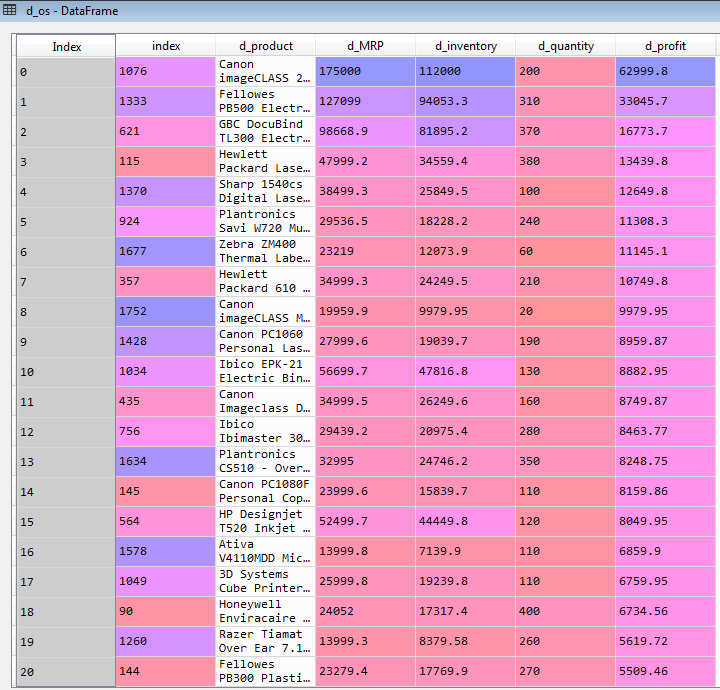 d_os - DataFrame
Index index d_product d_MRP d_inventory d_quantity d_profit
0 1076 Canon imageCLASS 2... 175000 112000 200 62999.8
1 1333 Fellowes PB500 Electr... 127099 94053.3 310 33045.7
2 621 GBC DocuBind TL300 Electr... 98668.9 81895.2 370 16773.7
3 115 Hewlett Packard Lase... 47999.2 34559.4 380 13439.8
4 1370 Sharp 1540cs Digital Lase... 38499.3 25849.5 100 12649.8
5 924 Plantronics Savi W720 Mu... 29536.5 18228.2 240 11308.3
6 1677 Zebra ZM400 Thermal Labe... 23219 12073.9 60 11145.1
7 357 Hewlett Packard 610 ... 34999.3 24249.5 210 10749.8
8 1752 Canon imageCLASS M... 19959.9 9979.95 20 9979.95
9 1428 Canon PC1060 Personal Las... 27999.6 19039.7 190 8959.87
10 1034 Ibico EPK-21 Electric Bin... 56699.7 47816.8 130 8882.95
11 435 Canon Imageclass D... 34999.5 26249.6 160 8749.87
12 756 Ibico Ibimaster 30... 29439.2 20975.4 280 8463.77
13 1634 Plantronics CS510 - Over... 32995 24746.2 350 8248.75
14 145 Canon PC1080F Personal Cop... 23999.6 15839.7 110 8159.86
15 564 HP Designjet T520 Inkjet ... 52499.7 44449.8 120 8049.95
16 1578 Ativa V4110MDD Mic... 13999.8 7139.9 110 6859.9
17 1049 3D Systems Cube Printer... 25999.8 19239.8 110 6759.95
18 90 Honeywell Enviracaire ... 24052 17317.4 400 6734.56
19 1260 Razer Tiamat Over Ear 7.1... 13999.3 8379.58 260 5619.72
20 144 Fellowes PB300 Plasti... 23279.4 17769.9 270 5509.46